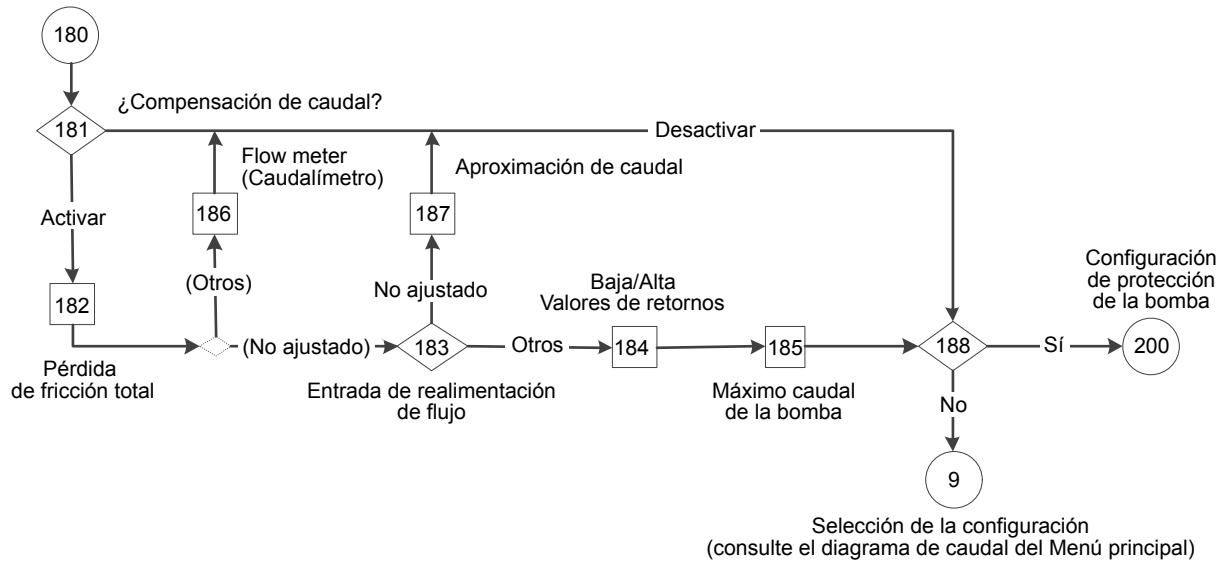 180
¿Compensación de caudal?
181
Desactivar
Flow meter
(Caudalímetro)
Aproximación de caudal
186
187
Activar
(Otros)
No ajustado
Baja/Alta
Valores de retornos
Configuración
de protección
de la bomba
182
(No ajustado)
183
Otros
184
185
188
Sí
200
Pérdida
de fricción total
Entrada de realimentación
de flujo
Máximo caudal
de la bomba
No
9
Selección de la configuración
(consulte el diagrama de caudal del Menú principal)